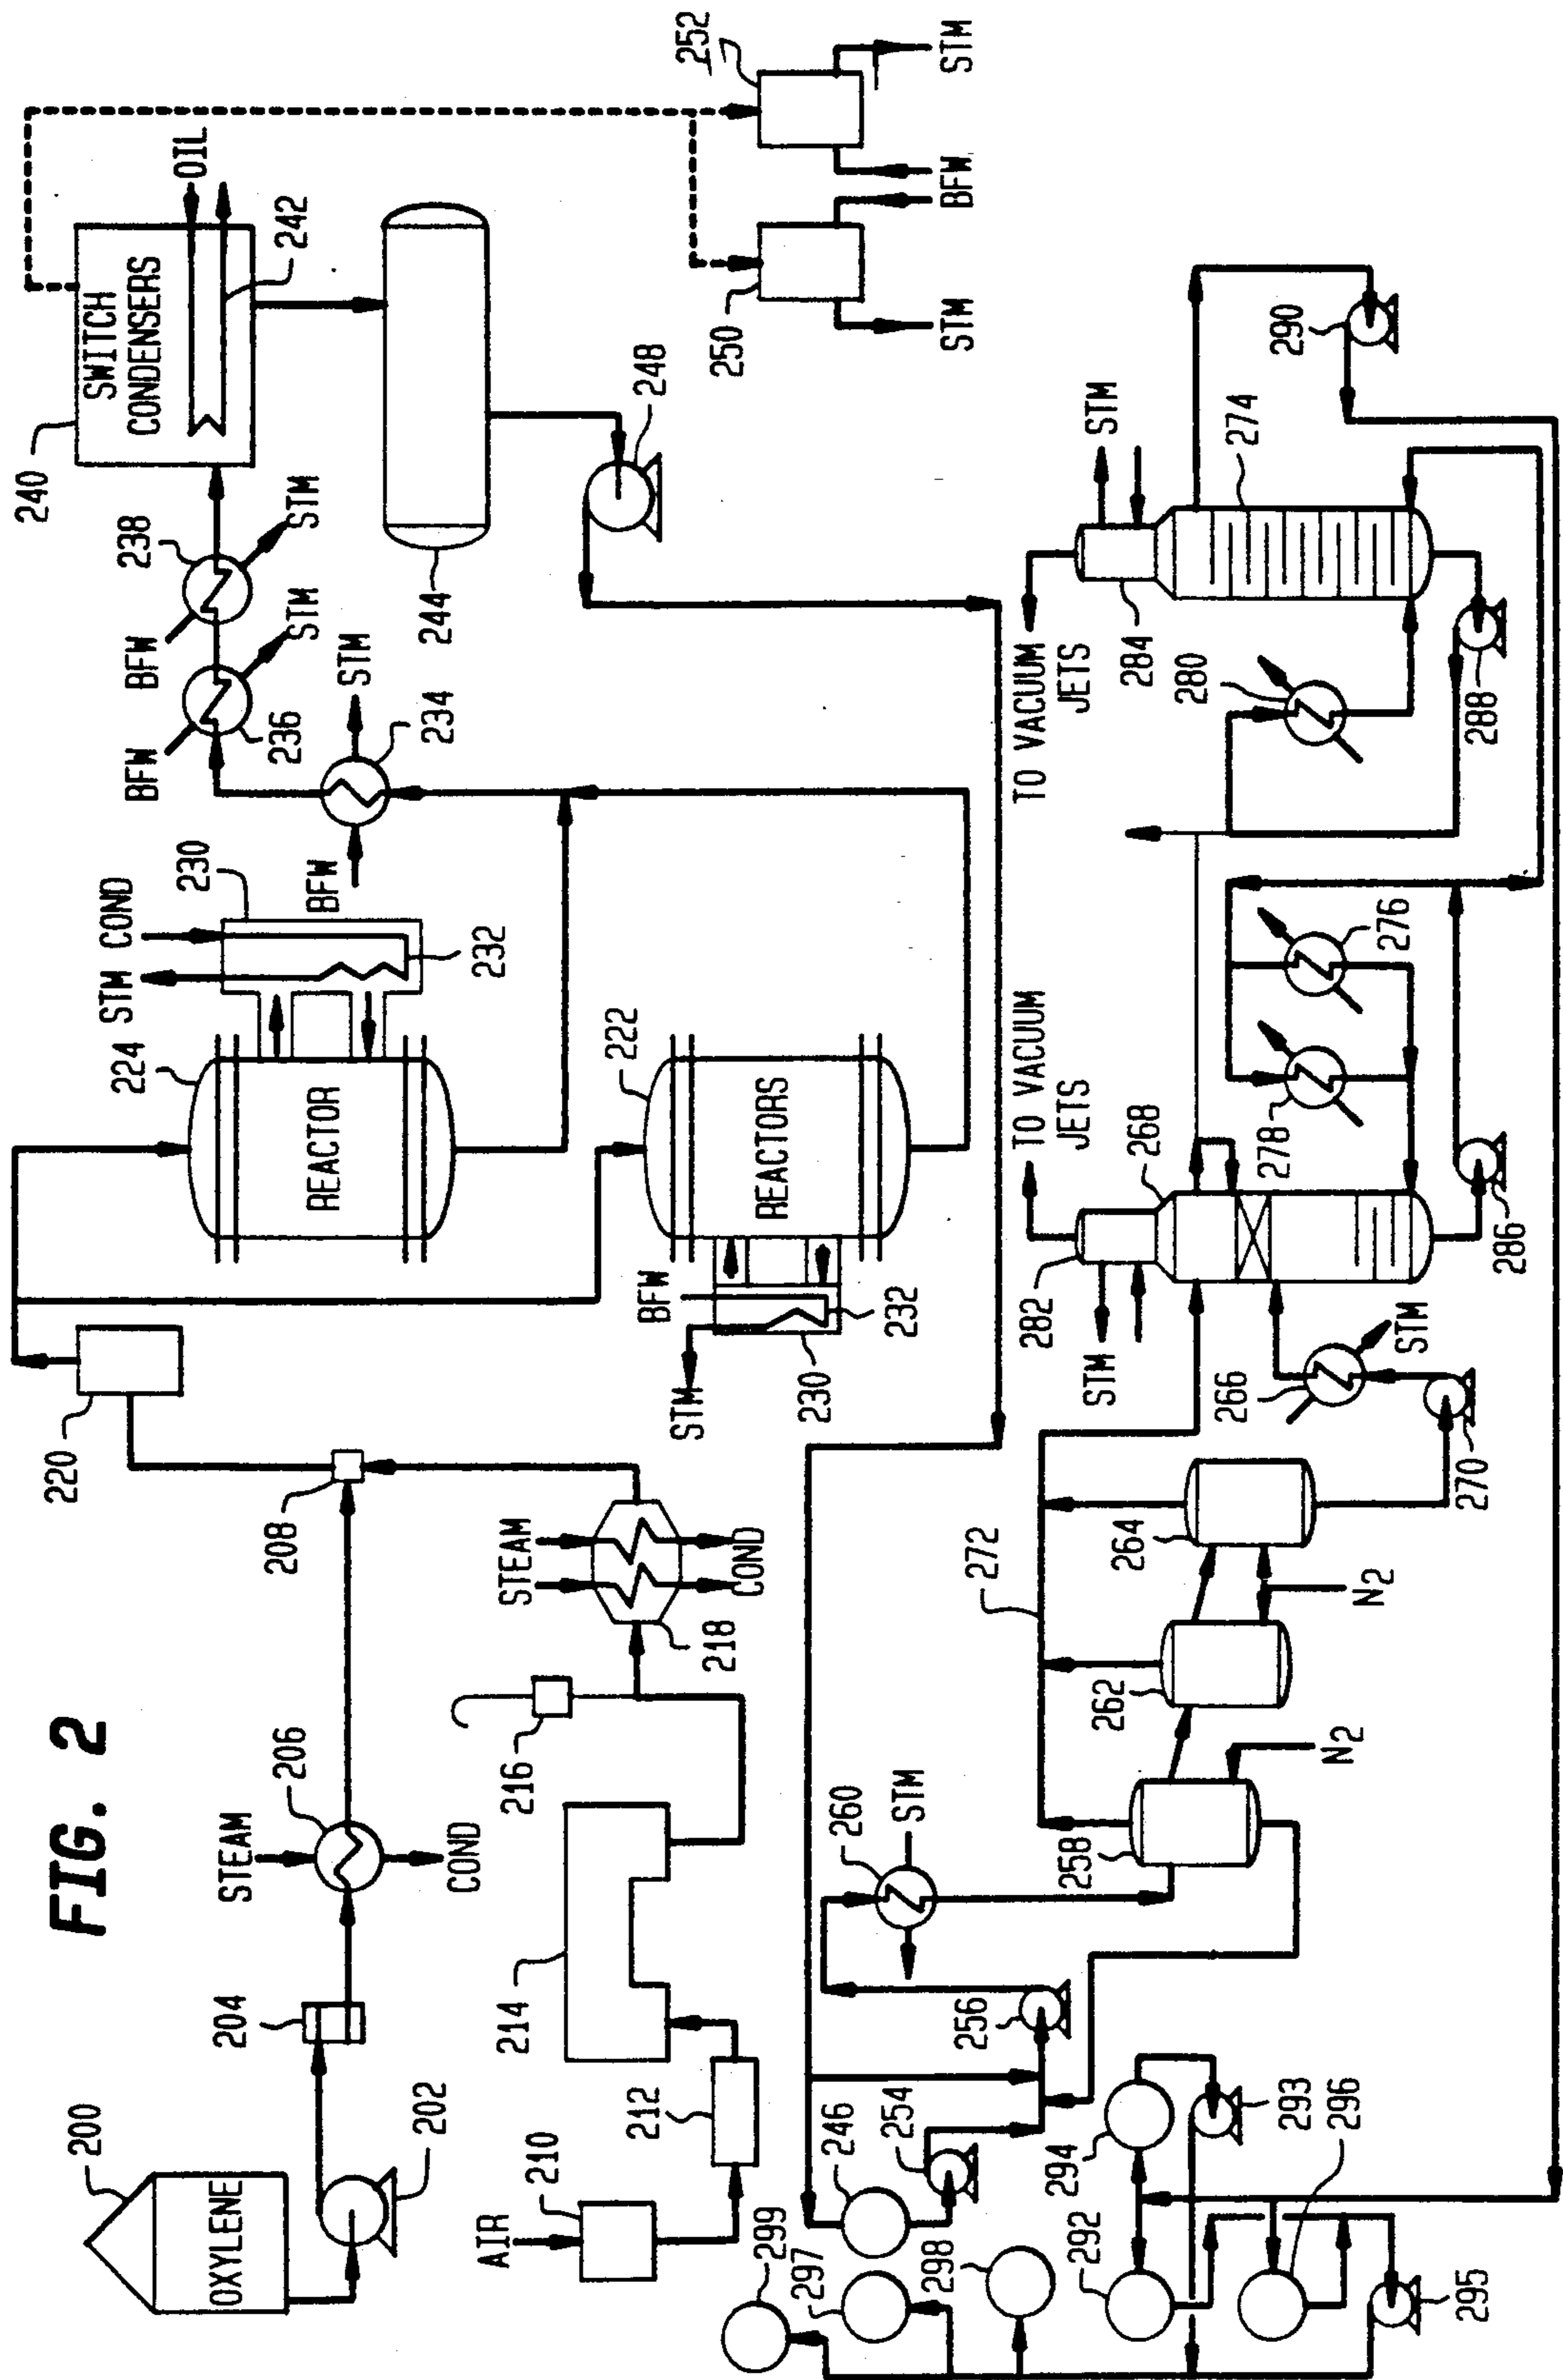 FIG. 2
200
OXYLENE
202
204
STEAM
206
COND
208
220
224
REACTOR
STM
COND
230
232
BFW
236
STM
BFW
238
STM
240
SWITCH
CONDENSERS
OIL
242
AIR
210
212
214
216
STEAM
218
COND
BFW
234
STM
244
248
STM
BFW
230
232
222
REACTORS
250
STM
BFW
252
STM
299
297
246
254
298
256
260
STM
272
282
STM
TO VACUUM
JETS
268
TO VACUUM
JETS
284
STM
274
290
292
294
293
296
295
258
N2
262
264
N2
266
STM
270
278
276
286
280
288